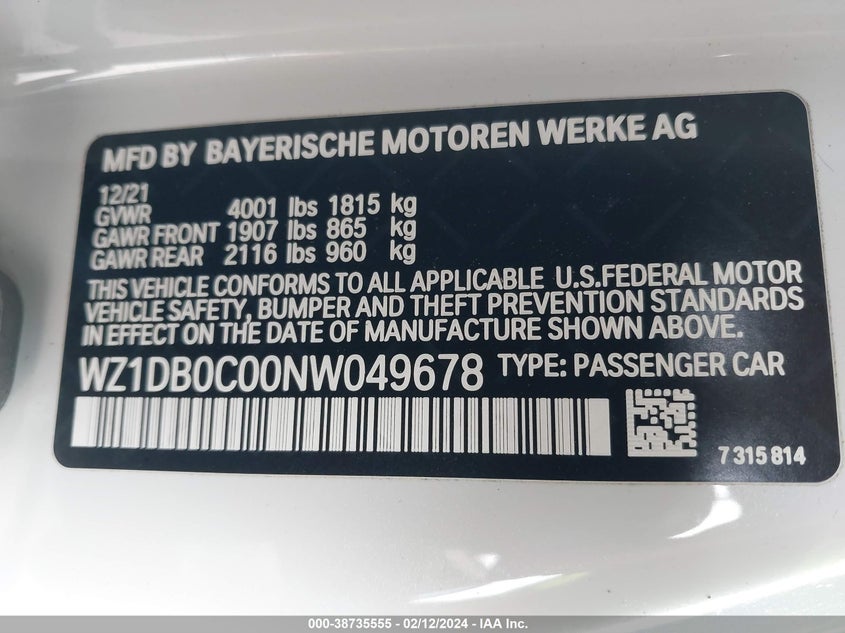 MFD BY BAYERISCHE MOTOREN WERKE AG
12/21
GVWR 4001 lbs 1815 kg
GAWR FRONT 1907 lbs 865 kg
GAWR REAR 2116 lbs 960 kg
THIS VEHICLE CONFORMS TO ALL APPLICABLE U.S.FEDERAL MOTOR
VEHICLE SAFETY, BUMPER AND THEFT PREVENTION STANDARDS
IN EFFECT ON THE DATE OF MANUFACTURE SHOWN ABOVE.
WZ1DB0C00NW049678 TYPE: PASSENGER CAR
7 315 814
000-38735555 - 02/12/2024 - IAA Inc.